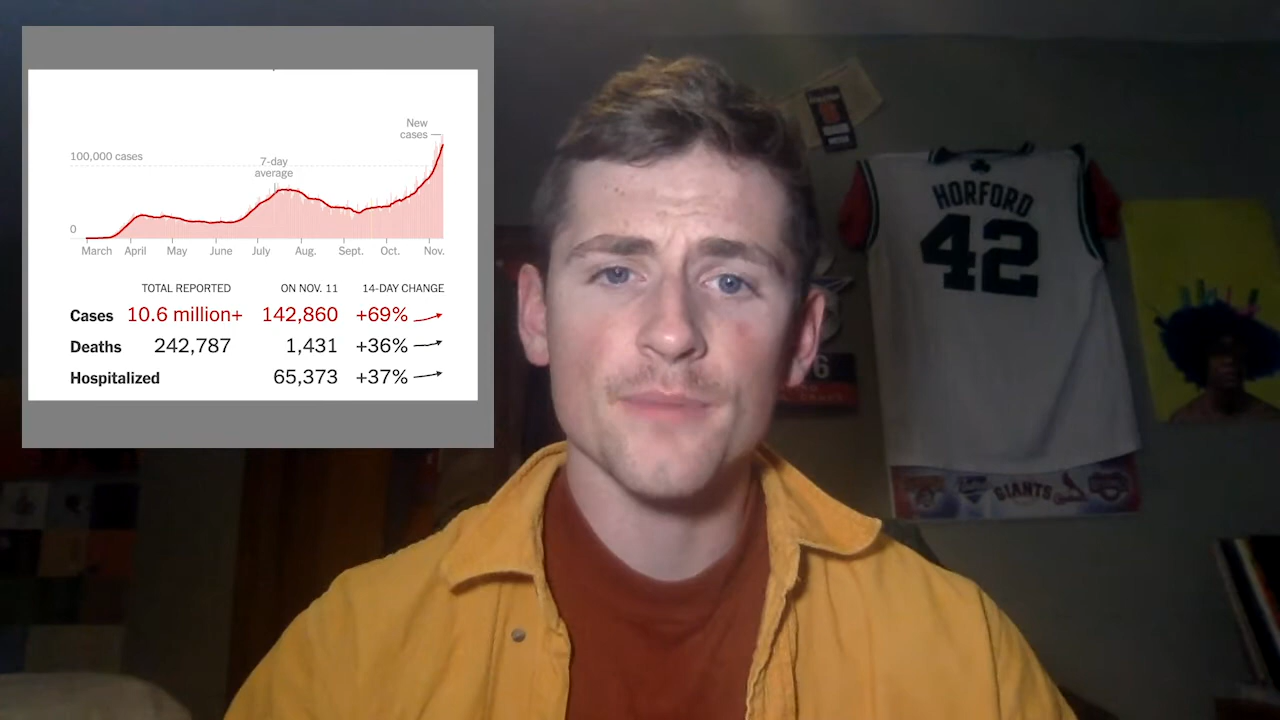 New
cases
100,000 cases
7-day
average
0
March April May June July Aug. Sept. Oct. Nov.
TOTAL REPORTED ON NOV. 11 14-DAY CHANGE
Cases 10.6 million+ 142,860 +69%
Deaths 242,787 1,431 +36%
Hospitalized 65,373 +37%
HORFORD
42
GIANTS
6